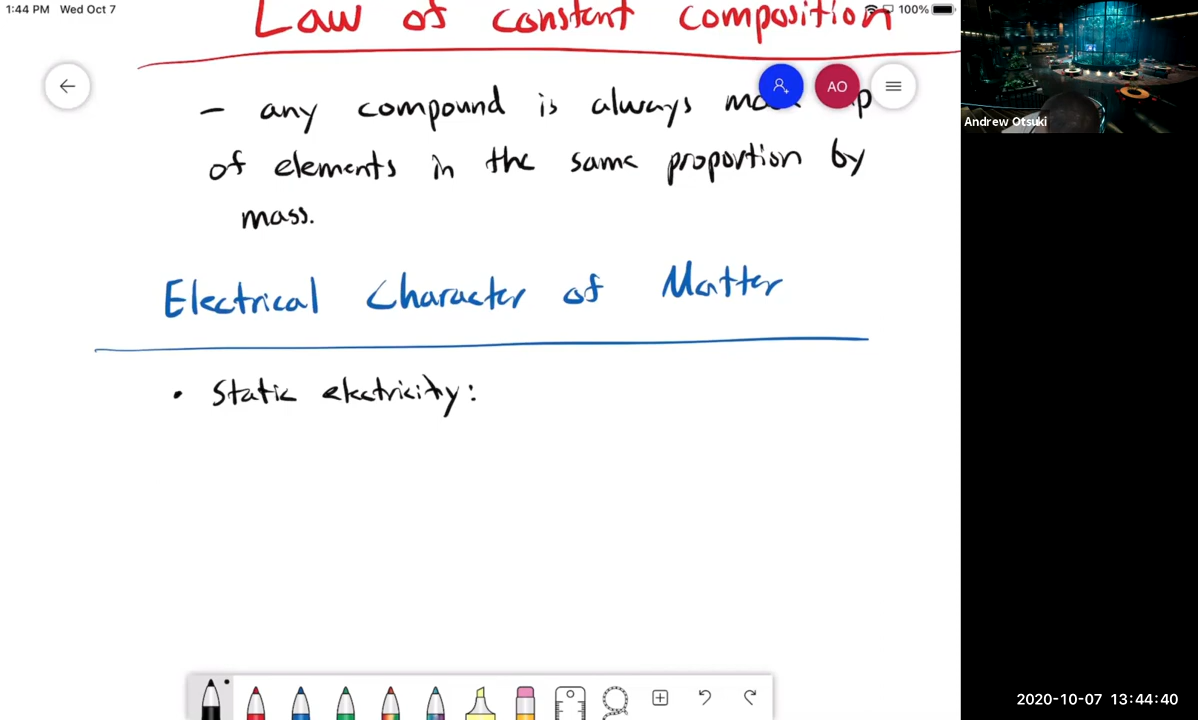 1:44 PM Wed Oct 7
100%
Law of constant composition
AO
Andrew Otsuki
- any compound is always
of elements in the same proportion by
mass.
Electrical Character of Matter
• Static electricity:
2020-10-07 13:44:40